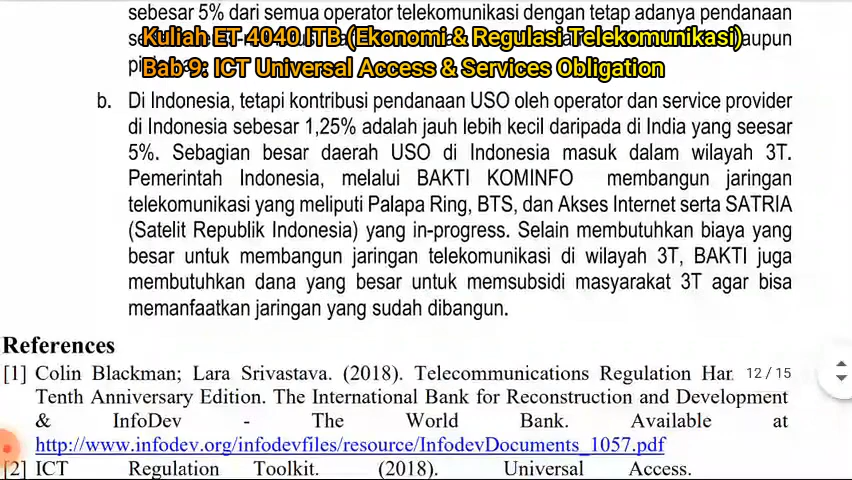 sebesar 5% dari semua operator telekomunikasi dengan tetap adanya pendanaan
Kuliah ET 4040 ITB (Ekonomi & Regulasi Telekomunikasi)
Bab 9: ICT Universal Access & Services Obligation
b. Di Indonesia, tetapi kontribusi pendanaan USO oleh operator dan service provider
di Indonesia sebesar 1,25% adalah jauh lebih kecil daripada di India yang seesar
5%. Sebagian besar daerah USO di Indonesia masuk dalam wilayah 3T.
Pemerintah Indonesia, melalui BAKTI KOMINFO membangun jaringan
telekomunikasi yang meliputi Palapa Ring, BTS, dan Akses Internet serta SATRIA
(Satelit Republik Indonesia) yang in-progress. Selain membutuhkan biaya yang
besar untuk membangun jaringan telekomunikasi di wilayah 3T, BAKTI juga
membutuhkan dana yang besar untuk memsubsidi masyarakat 3T agar bisa
memanfaatkan jaringan yang sudah dibangun.
References
[1] Colin Blackman; Lara Srivastava. (2018). Telecommunications Regulation Har 12 / 15
Tenth Anniversary Edition. The International Bank for Reconstruction and Development
& InfoDev - The World Bank. Available at
http://www.infodev.org/infodevfiles/resource/InfodevDocuments_1057.pdf
[2] ICT Regulation Toolkit. (2018). Universal Access.